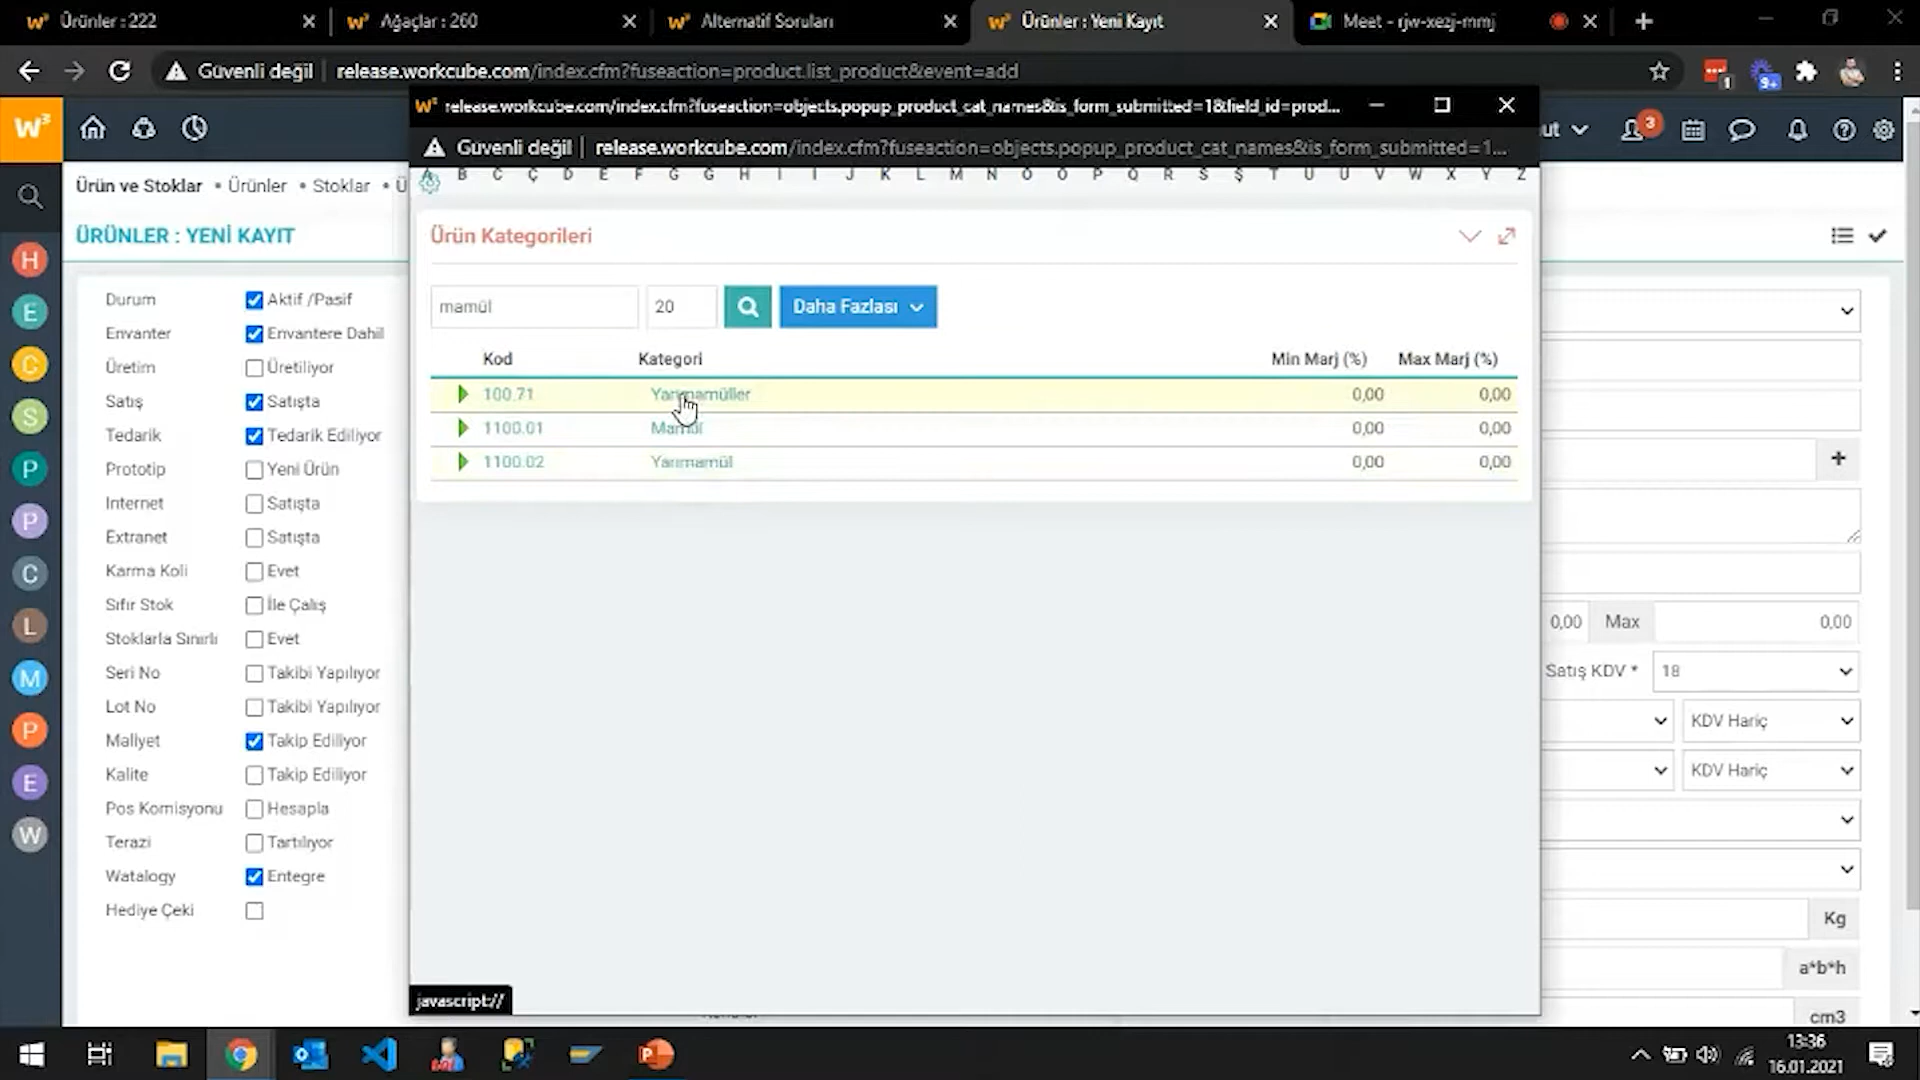 Ürünler : 222
Ağaçlar : 260
Alternatif Soruları
Ürünler : Yeni Kayıt
Meet - rjw-xezj-mmj
Güvenli değil
release.workcube.com/index.cfm?fuseaction=product.list_product&event=add
1
9+
release.workcube.com/index.cfm?fuseaction=objects.popup_product_cat_names&is_form_submitted=1&field_id=prod...
Güvenli değil
release.workcube.com/index.cfm?fuseaction=objects.popup_product_cat_names&is_form_submitted=1...
ut
3
Ürün ve Stoklar • Ürünler • Stoklar • Ü
A B C Ç D E F G Ğ H I İ J K L M N O Ö P Q R S Ş T U Ü V W X Y Z
ÜRÜNLER : YENİ KAYIT
Ürün Kategorileri
mamül
20
Daha Fazlası
Kod Kategori Min Marj (%) Max Marj (%)
100.71 Yarımamüller 0,00 0,00
1100.01 Mamül 0,00 0,00
1100.02 Yarımamül 0,00 0,00
Durum Aktif /Pasif
Envanter Envantere Dahil
Üretim Üretiliyor
Satış Satışta
Tedarik Tedarik Ediliyor
Prototip Yeni Ürün
Internet Satışta
Extranet Satışta
Karma Koli Evet
Sıfır Stok İle Çalış
Stoklarla Sınırlı Evet
Seri No Takibi Yapılıyor
Lot No Takibi Yapılıyor
Maliyet Takip Ediliyor
Kalite Takip Ediliyor
Pos Komisyonu Hesapla
Terazi Tartılıyor
Watalogy Entegre
Hediye Çeki
H
E
C
S
P
P
C
L
M
P
E
W
+
0,00 Max 0,00
Satış KDV * 18
KDV Hariç
KDV Hariç
Kg
a*b*h
cm3
javascript://
13:36
16.01.2021